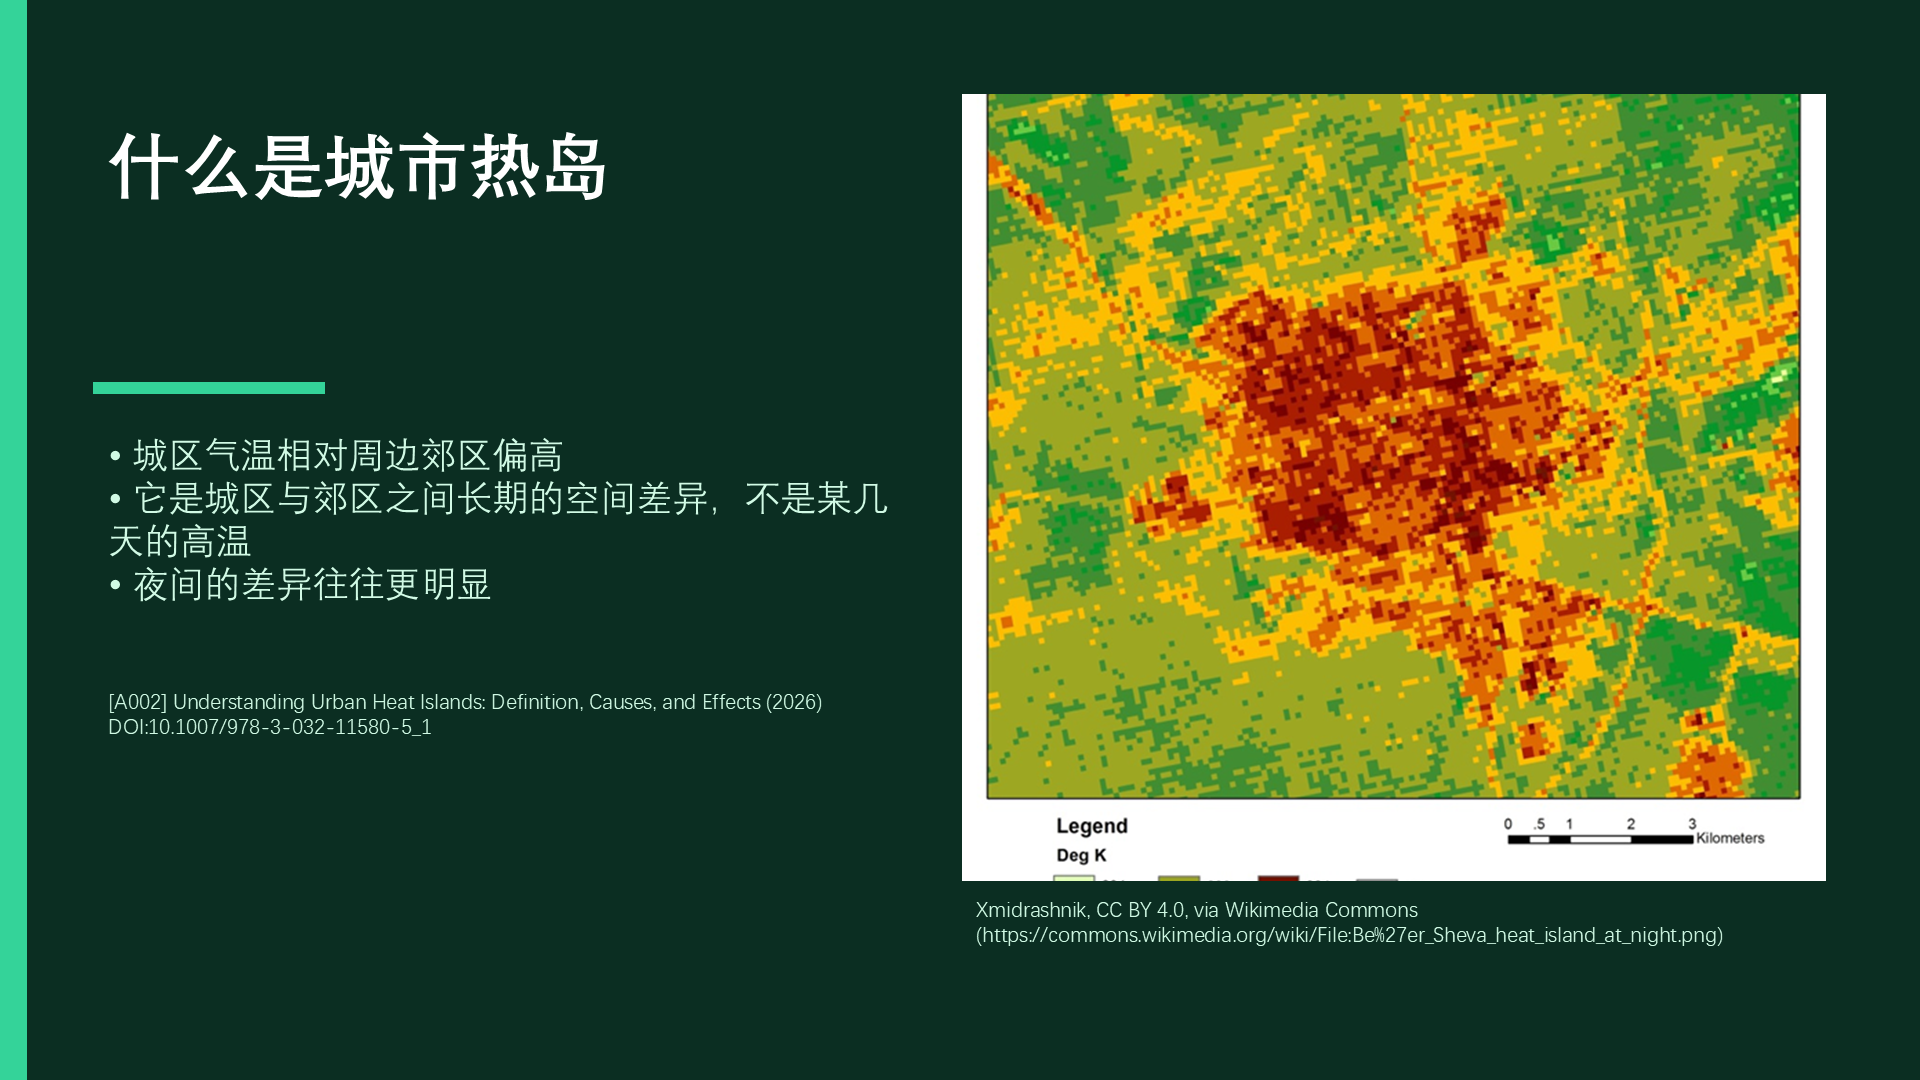 什么是城市热岛
• 城区气温相对周边郊区偏高
• 它是城区与郊区之间长期的空间差异，不是某几
天的高温
• 夜间的差异往往更明显
[A002] Understanding Urban Heat Islands: Definition, Causes, and Effects (2026)
DOI:10.1007/978-3-032-11580-5_1
Legend
Deg K
0 .5 1 2 3
Kilometers
Xmidrashnik, CC BY 4.0, via Wikimedia Commons
(https://commons.wikimedia.org/wiki/File:Be%27er_Sheva_heat_island_at_night.png)